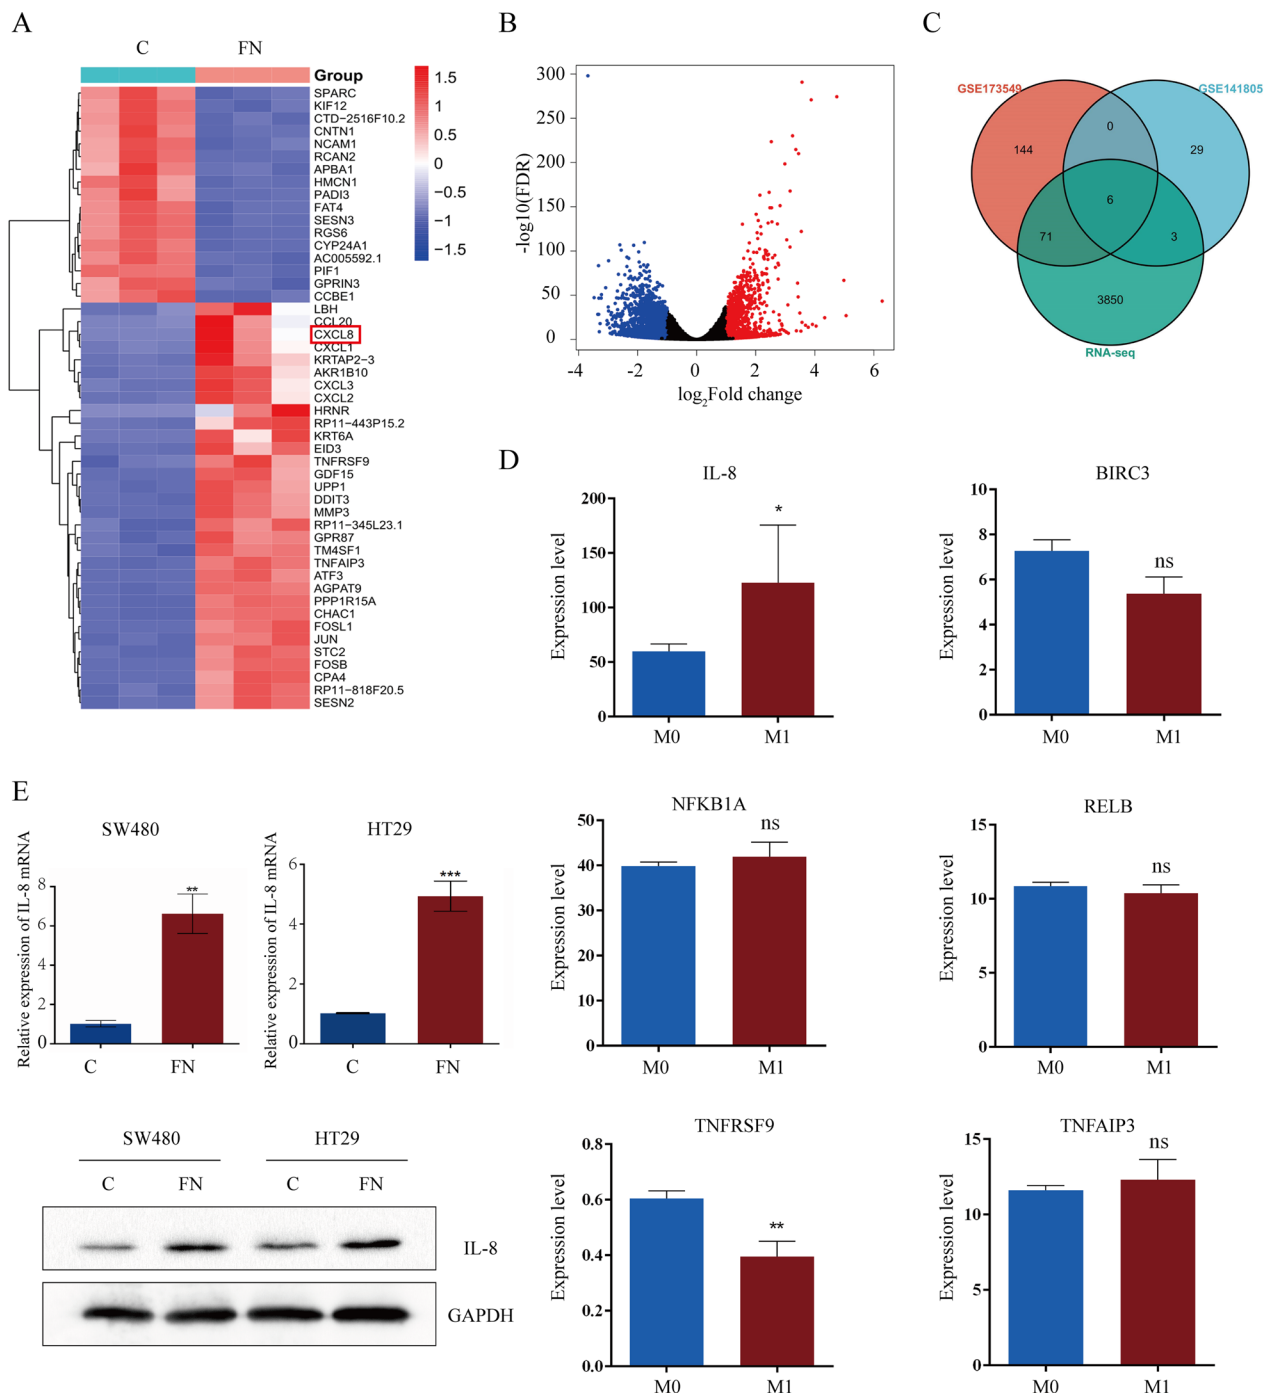 A
C
FN
Group
SPARC
KIF12
CTD−2516F10.2
CNTN1
NCAM1
RCAN2
APBA1
HMCN1
PADI3
FAT4
SESN3
RGS6
CYP24A1
AC005592.1
PIF1
GPRIN3
CCBE1
LBH
CCL20
CXCL8
CXCL1
KRTAP2−3
AKR1B10
CXCL3
CXCL2
HRNR
RP11−443P15.2
KRT6A
EID3
TNFRSF9
GDF15
UPP1
DDIT3
MMP3
RP11−345L23.1
GPR87
TM4SF1
TNFAIP3
ATF3
AGPAT9
PPP1R15A
CHAC1
FOSL1
JUN
STC2
FOSB
CPA4
RP11−818F20.5
SESN2
1.5
1
0.5
0
−0.5
−1
−1.5
B
300
250
200
150
100
50
0
-log10(FDR)
-4
-2
0
2
4
6
log2Fold change
C
GSE173549
GSE141805
144
0
29
6
71
3
3850
RNA-seq
D
IL-8
Expression level
200
150
100
50
0
*
M0
M1
BIRC3
Expression level
10
8
6
4
2
0
ns
M0
M1
NFKB1A
Expression level
50
40
30
20
10
0
ns
M0
M1
RELB
Expression level
15
10
5
0
ns
M0
M1
TNFRSF9
Expression level
0.8
0.6
0.4
0.2
0.0
**
M0
M1
TNFAIP3
Expression level
15
10
5
0
ns
M0
M1
E
SW480
Relative expression of IL-8 mRNA
8
6
4
2
0
**
C
FN
HT29
Relative expression of IL-8 mRNA
6
4
2
0
***
C
FN
SW480
HT29
C
FN
C
FN
IL-8
GAPDH